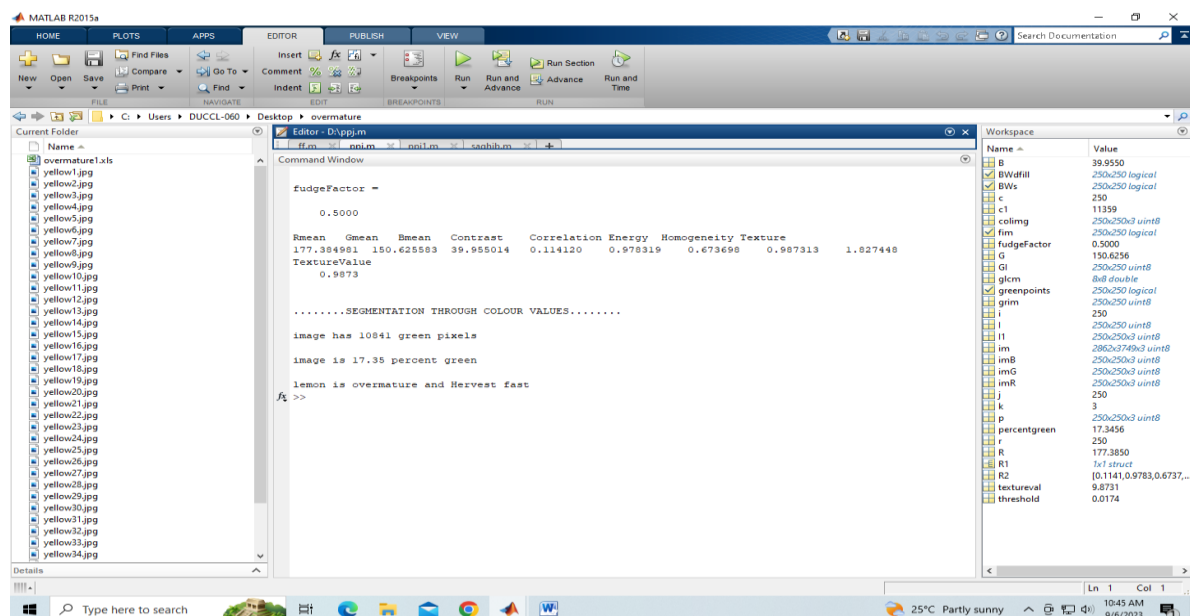 MATLAB R2015a
HOME PLOTS APPS EDITOR PUBLISH VIEW Search Documentation
Find Files Insert fx
New Open Save Compare Go To Comment Breakpoints Run Run and Advance Run Section Advance Run and Time
Print Find Indent
FILE NAVIGATE EDIT BREAKPOINTS RUN
C: Users DUCCL-060 Desktop overmature
Current Folder
Name
overmature1.xls
yellow1.jpg
yellow2.jpg
yellow3.jpg
yellow4.jpg
yellow5.jpg
yellow6.jpg
yellow7.jpg
yellow8.jpg
yellow9.jpg
yellow10.jpg
yellow11.jpg
yellow12.jpg
yellow13.jpg
yellow14.jpg
yellow15.jpg
yellow16.jpg
yellow17.jpg
yellow18.jpg
yellow19.jpg
yellow20.jpg
yellow21.jpg
yellow22.jpg
yellow23.jpg
yellow24.jpg
yellow25.jpg
yellow26.jpg
yellow27.jpg
yellow28.jpg
yellow29.jpg
yellow30.jpg
yellow31.jpg
yellow32.jpg
yellow33.jpg
yellow34.jpg
Details
Editor - D:\ppj.m
ff.m ppj.m ppj1.m saghih.m
Command Window
fudgeFactor =
0.5000
Rmean Gmean Bmean Contrast Correlation Energy Homogeneity Texture
177.384981 150.625583 39.955014 0.114120 0.978319 0.673698 0.987313 1.827448
TextureValue
0.9873
........SEGMENTATION THROUGH COLOUR VALUES........
image has 10841 green pixels
image is 17.35 percent green
lemon is overmature and Hervest fast
fx >>
Workspace
Name Value
B 39.9550
BWdfill 250x250 logical
BWs 250x250 logical
c 250
c1 11359
colimg 250x250x3 uint8
fim 250x250 logical
fudgeFactor 0.5000
G 150.6256
GI 250x250 uint8
glcm 8x8 double
greenpoints 250x250 logical
grim 250x250 uint8
i 250
I 250x250 uint8
I1 250x250x3 uint8
im 2862x3749x3 uint8
imB 250x250x3 uint8
imG 250x250x3 uint8
imR 250x250x3 uint8
j 250
k 3
p 250x250x3 uint8
percentgreen 17.3456
r 250
R 177.3850
R1 1x1 struct
R2 [0.1141,0.9783,0.6737,...
textureval 9.8731
threshold 0.0174
Ln 1 Col 1
Type here to search 25°C Partly sunny 10:45 AM
9/6/2023